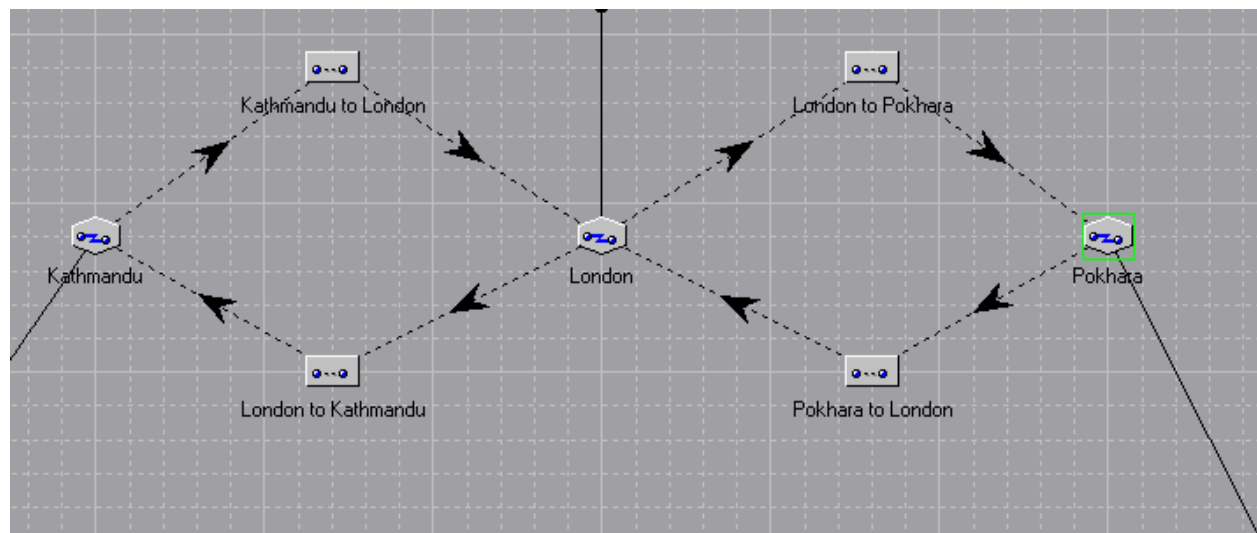 Kathmandu to London
London to Pokhara
Kathmandu
London
Pokhara
London to Kathmandu
Pokhara to London